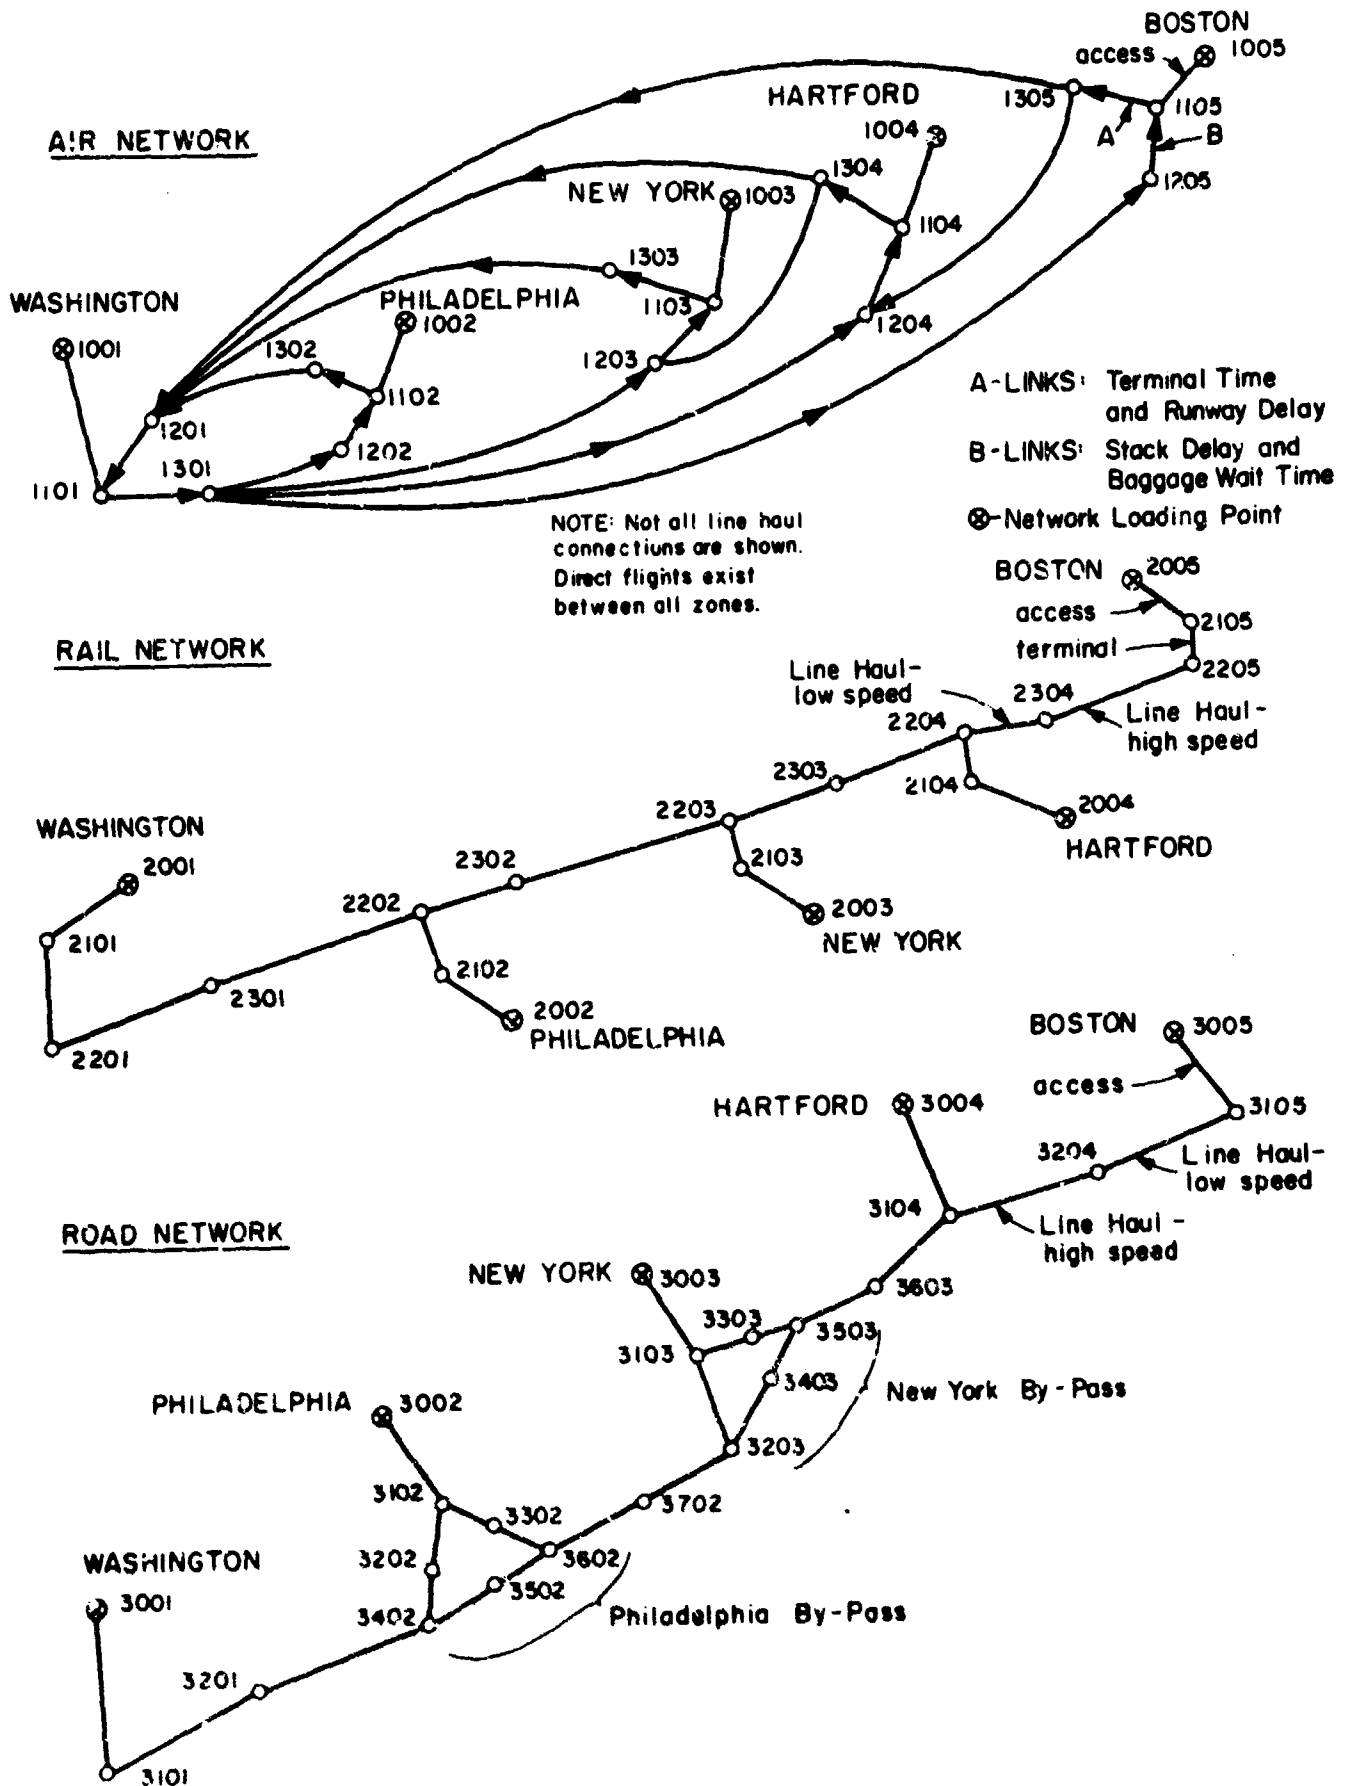 BOSTON
access
1005
HARTFORD
1305
1105
A!R NETWORK
1004
A
B
1304
NEW YORK
1003
1205
1104
1303
WASHINGTON
PHILADELPHIA
1103
1001
1002
1204
1302
1203
1102
A-LINKS: Terminal Time
and Runway Delay
1201
1202
B-LINKS: Stack Delay and
Baggage Wait Time
1301
1101
NOTE: Not all line haul
connections are shown.
Direct flights exist
between all zones.
Network Loading Point
BOSTON
2005
access
2105
RAIL NETWORK
terminal
2205
Line Haul-
low speed
2304
2204
Line Haul-
high speed
2303
2104
2203
2004
WASHINGTON
HARTFORD
2302
2103
2001
2202
2003
2101
NEW YORK
2102
2301
2002
PHILADELPHIA
2201
BOSTON
3005
access
HARTFORD
3004
3105
3204
Line Haul-
low speed
3104
ROAD NETWORK
Line Haul-
high speed
NEW YORK
3003
3603
3303
3503
3103
3403
New York By-Pass
PHILADELPHIA
3002
3203
3102
3702
3302
WASHINGTON
3202
3602
3502
3001
3402
Philadelphia By-Pass
3201
3101